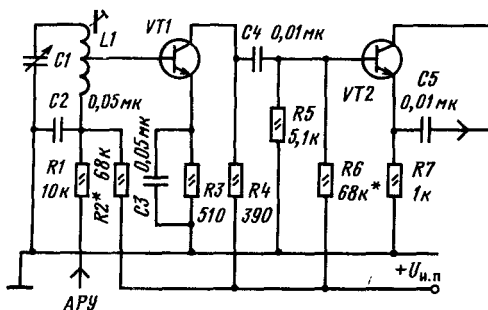 L1
VT1
C4
0,01мк
C1
C5
0,01мк
VT2
C2
0,05мк
R5
5,1к
R1
10к
R2*
68к
C3
0,05мк
R3
510
R4
390
R6
68к*
R7
1к
+Uи.п
АРУ